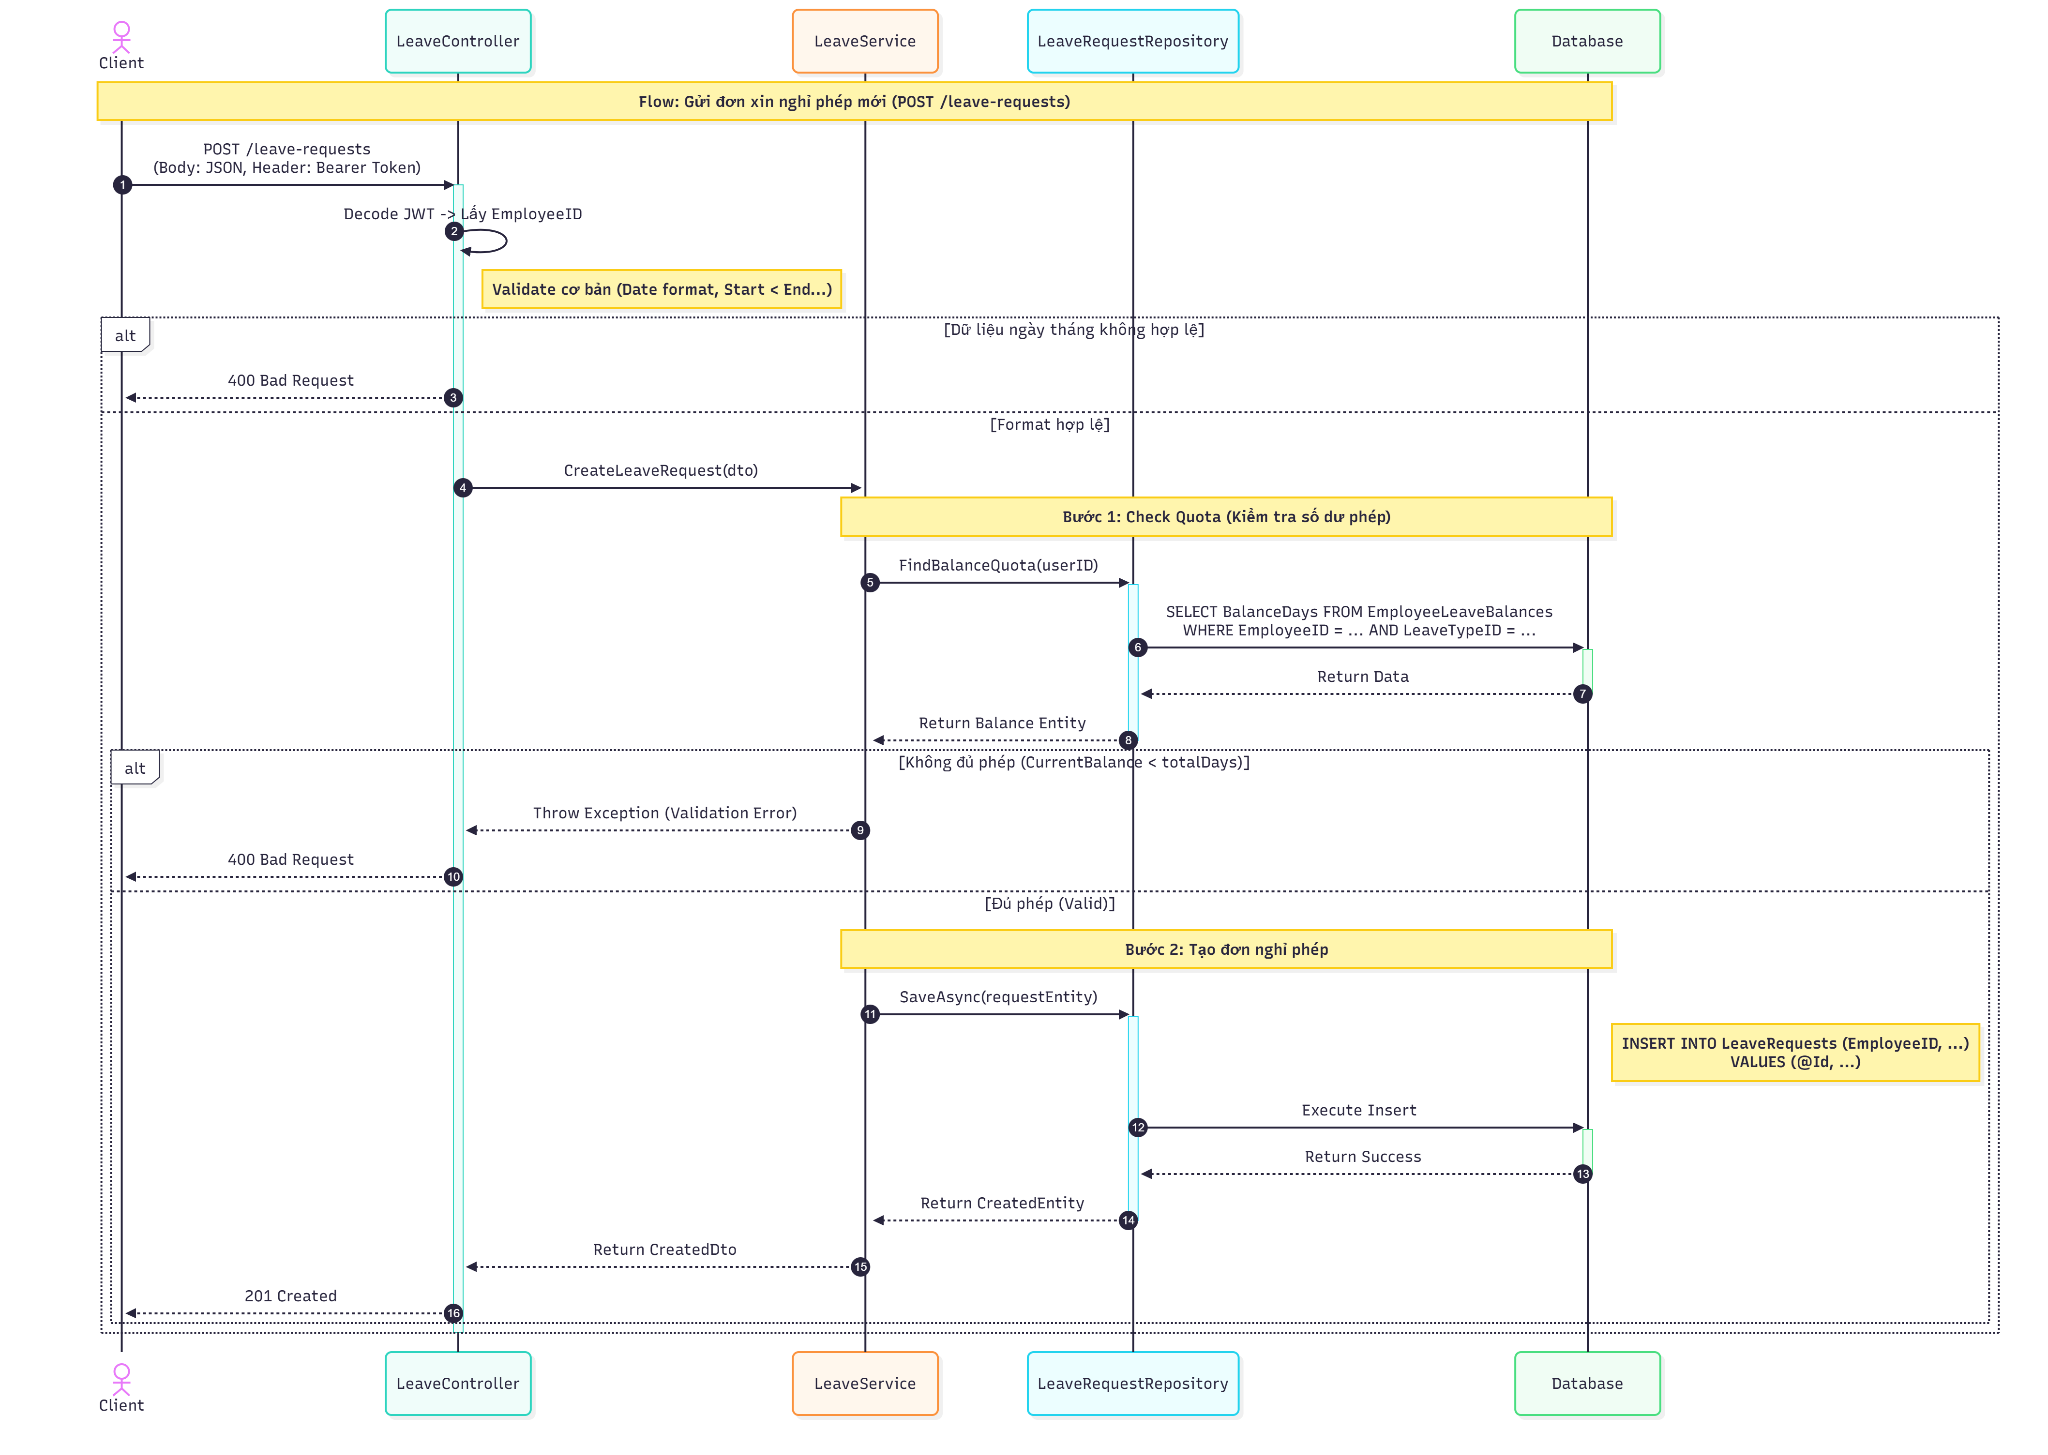 Client
LeaveController
LeaveService
LeaveRequestRepository
Database
Flow: Gửi đơn xin nghỉ phép mới (POST /leave-requests)
POST /leave-requests
(Body: JSON, Header: Bearer Token)
1
Decode JWT -> Lấy EmployeeID
2
Validate cơ bản (Date format, Start < End...)
alt
[Dữ liệu ngày tháng không hợp lệ]
400 Bad Request
3
[Format hợp lệ]
CreateLeaveRequest(dto)
4
Bước 1: Check Quota (Kiểm tra số dư phép)
FindBalanceQuota(userID)
5
SELECT BalanceDays FROM EmployeeLeaveBalances
WHERE EmployeeID = ... AND LeaveTypeID = ...
6
Return Data
7
Return Balance Entity
8
alt
[Không đủ phép (CurrentBalance < totalDays)]
Throw Exception (Validation Error)
9
400 Bad Request
10
[Đủ phép (Valid)]
Bước 2: Tạo đơn nghỉ phép
SaveAsync(requestEntity)
11
INSERT INTO LeaveRequests (EmployeeID, ...)
VALUES (@Id, ...)
Execute Insert
12
Return Success
13
Return CreatedEntity
14
Return CreatedDto
15
201 Created
16
Client
LeaveController
LeaveService
LeaveRequestRepository
Database